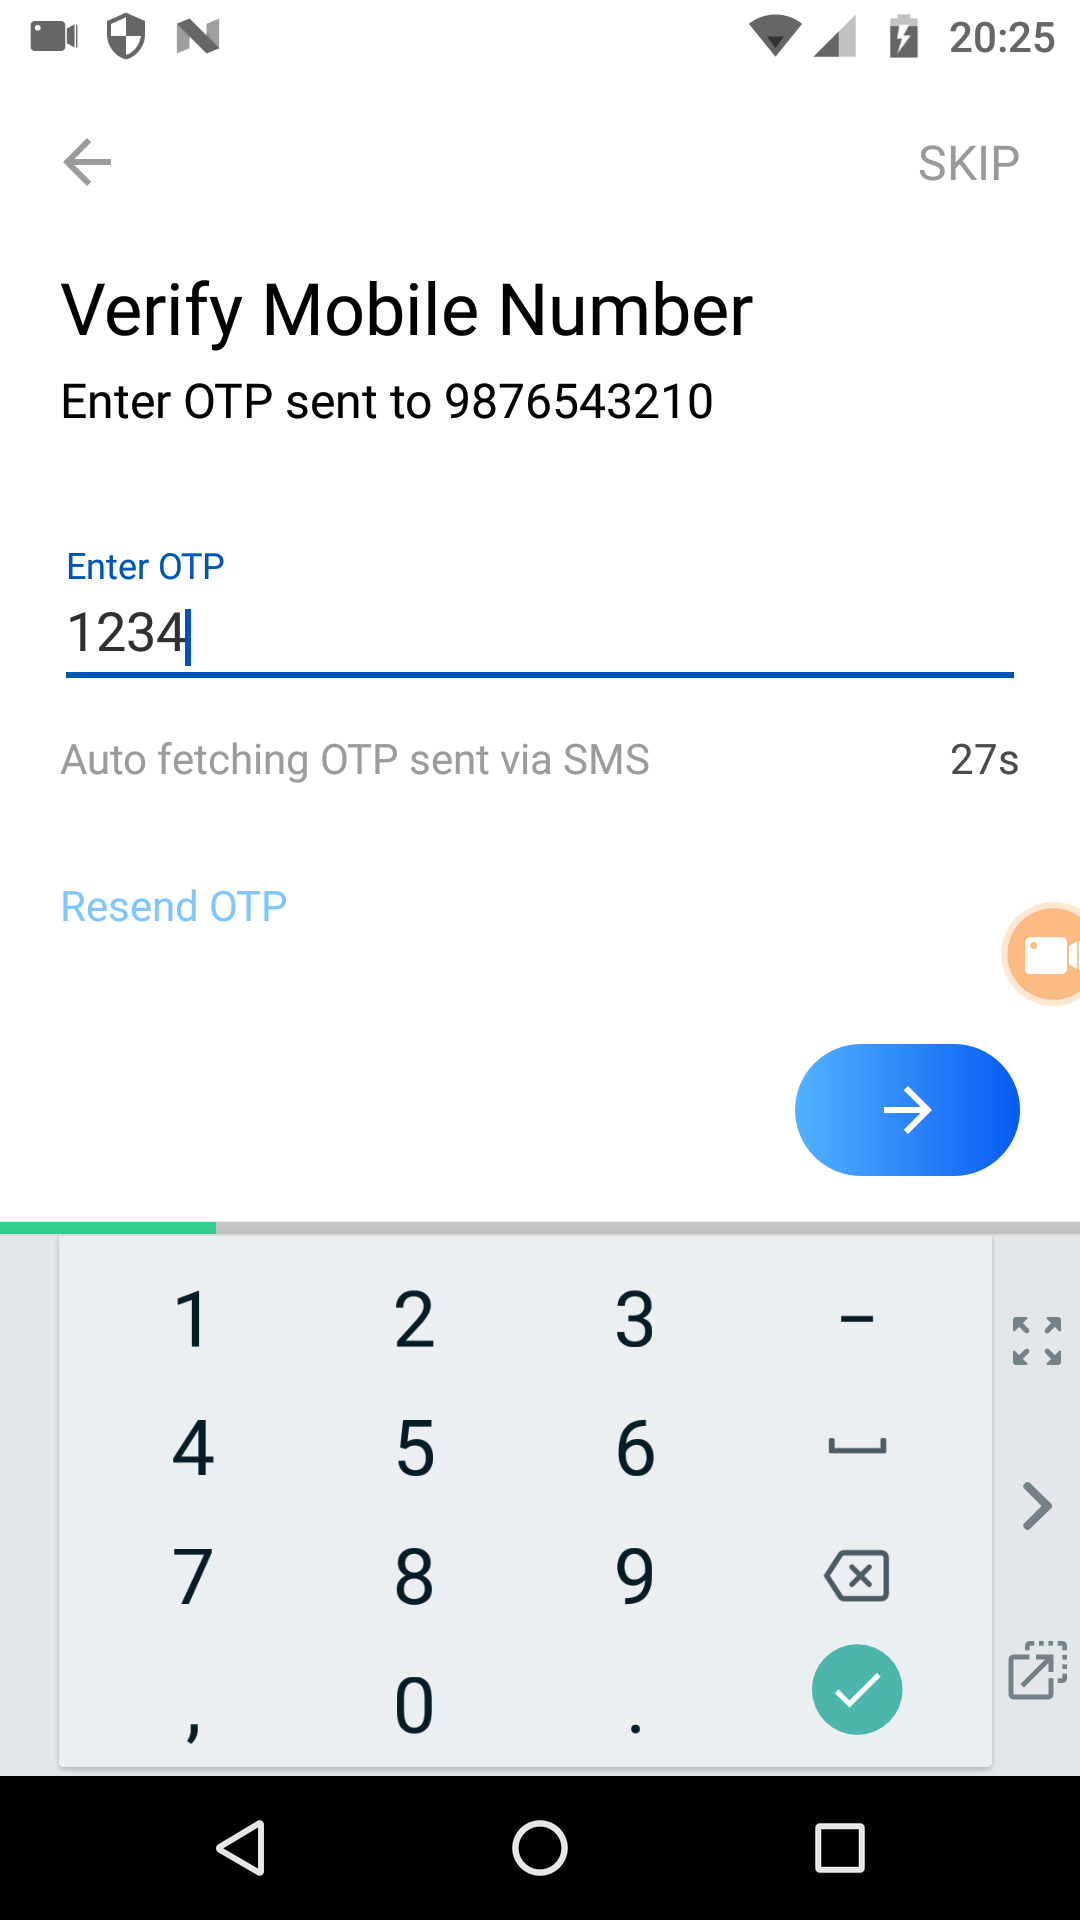 20:25
SKIP
Verify Mobile Number
Enter OTP sent to 9876543210
Enter OTP
1234
Auto fetching OTP sent via SMS 27s
Resend OTP
1 2 3 –
4 5 6
7 8 9
, 0 .